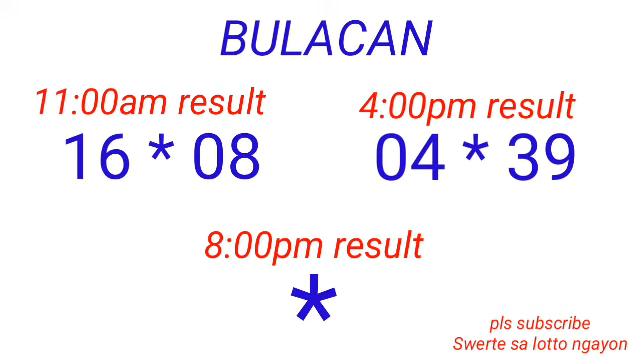 BULACAN
11:00am result
16 * 08
4:00pm result
04 * 39
8:00pm result
*
pls subscribe
Swerte sa lotto ngayon